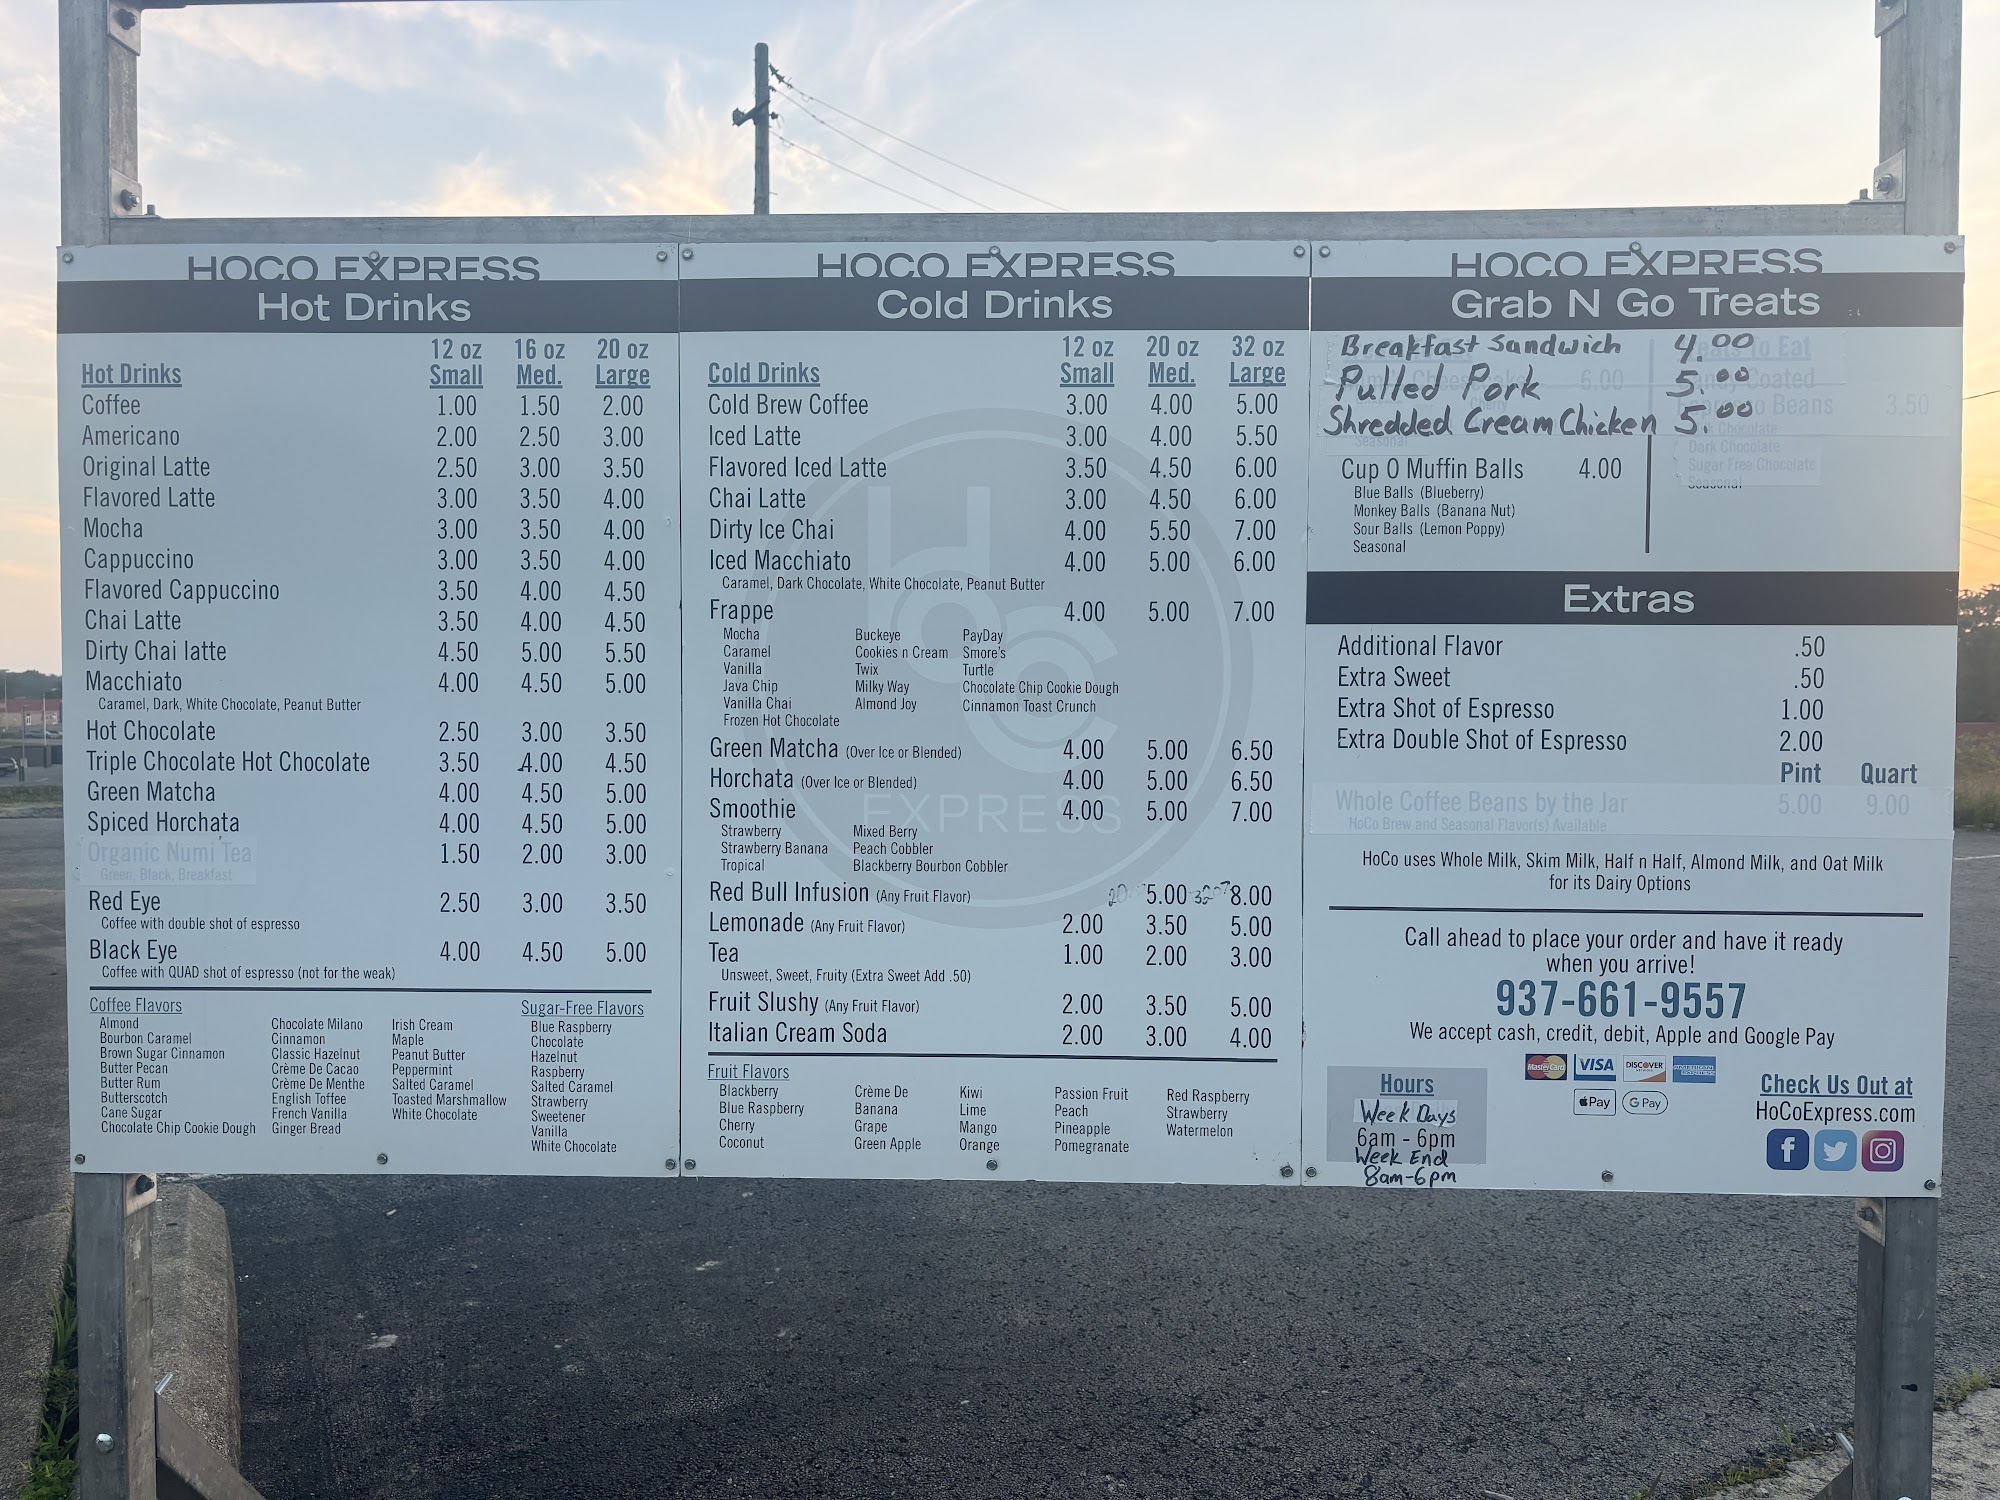 HOCO EXPRESS
Hot Drinks
12 oz 16 oz 20 oz
Hot Drinks Small Med. Large
Coffee 1.00 1.50 2.00
Americano 2.00 2.50 3.00
Original Latte 2.50 3.00 3.50
Flavored Latte 3.00 3.50 4.00
Mocha 3.00 3.50 4.00
Cappuccino 3.00 3.50 4.00
Flavored Cappuccino 3.50 4.00 4.50
Chai Latte 3.50 4.00 4.50
Dirty Chai latte 4.50 5.00 5.50
Macchiato 4.00 4.50 5.00
Caramel, Dark, White Chocolate, Peanut Butter
Hot Chocolate 2.50 3.00 3.50
Triple Chocolate Hot Chocolate 3.50 4.00 4.50
Green Matcha 4.00 4.50 5.00
Spiced Horchata 4.00 4.50 5.00
Organic Numi Tea 1.50 2.00 3.00
Green, Black, Breakfast
Red Eye 2.50 3.00 3.50
Coffee with double shot of espresso
Black Eye 4.00 4.50 5.00
Coffee with QUAD shot of espresso (not for the weak)
Coffee Flavors
Almond
Bourbon Caramel
Brown Sugar Cinnamon
Butter Pecan
Butter Rum
Butterscotch
Cane Sugar
Chocolate Chip Cookie Dough
Chocolate Milano
Cinnamon
Classic Hazelnut
Crème De Cacao
Crème De Menthe
English Toffee
French Vanilla
Ginger Bread
Irish Cream
Maple
Peanut Butter
Peppermint
Salted Caramel
Toasted Marshmallow
White Chocolate
Sugar-Free Flavors
Blue Raspberry
Chocolate
Hazelnut
Raspberry
Salted Caramel
Strawberry
Sweetener
Vanilla
White Chocolate
HOCO EXPRESS
Cold Drinks
12 oz 20 oz 32 oz
Cold Drinks Small Med. Large
Cold Brew Coffee 3.00 4.00 5.00
Iced Latte 3.00 4.00 5.50
Flavored Iced Latte 3.50 4.50 6.00
Chai Latte 3.00 4.50 6.00
Dirty Ice Chai 4.00 5.50 7.00
Iced Macchiato 4.00 5.00 6.00
Caramel, Dark Chocolate, White Chocolate, Peanut Butter
Frappe 4.00 5.00 7.00
Mocha Buckeye PayDay
Caramel Cookies n Cream Smore's
Vanilla Twix Turtle
Java Chip Milky Way Chocolate Chip Cookie Dough
Vanilla Chai Almond Joy Cinnamon Toast Crunch
Frozen Hot Chocolate
Green Matcha (Over Ice or Blended) 4.00 5.00 6.50
Horchata (Over Ice or Blended) 4.00 5.00 6.50
Smoothie 4.00 5.00 7.00
EXPRESS
Strawberry Mixed Berry
Strawberry Banana Peach Cobbler
Tropical Blackberry Bourbon Cobbler
Red Bull Infusion (Any Fruit Flavor) 5.00 8.00
Lemonade (Any Fruit Flavor) 2.00 3.50 5.00
Tea 1.00 2.00 3.00
Unsweet, Sweet, Fruity (Extra Sweet Add .50)
Fruit Slushy (Any Fruit Flavor) 2.00 3.50 5.00
Italian Cream Soda 2.00 3.00 4.00
Fruit Flavors
Blackberry Crème De Kiwi Passion Fruit Red Raspberry
Blue Raspberry Banana Lime Peach Strawberry
Cherry Grape Mango Pineapple Watermelon
Coconut Green Apple Orange Pomegranate
HOCO EXPRESS
Grab N Go Treats
Breakfast Sandwich 4.00
Pulled Pork 5.00
Shredded Cream Chicken 5.00
To Eat
6.00 Coated
Beans 3.50
Chocolate
Dark Chocolate
Sugar Free Chocolate
Seasonal
Seasonal
Cup O Muffin Balls 4.00
Blue Balls (Blueberry)
Monkey Balls (Banana Nut)
Sour Balls (Lemon Poppy)
Seasonal
Extras
Additional Flavor .50
Extra Sweet .50
Extra Shot of Espresso 1.00
Extra Double Shot of Espresso 2.00
Pint Quart
Whole Coffee Beans by the Jar 5.00 9.00
HoCo Brew and Seasonal Flavor(s) Available
HoCo uses Whole Milk, Skim Milk, Half n Half, Almond Milk, and Oat Milk
for its Dairy Options
Call ahead to place your order and have it ready
when you arrive!
937-661-9557
We accept cash, credit, debit, Apple and Google Pay
MasterCard VISA DISCOVER AMERICAN EXPRESS
Pay G Pay
Hours
Week Days
6am - 6pm
Week End
8am-6pm
Check Us Out at
HoCoExpress.com